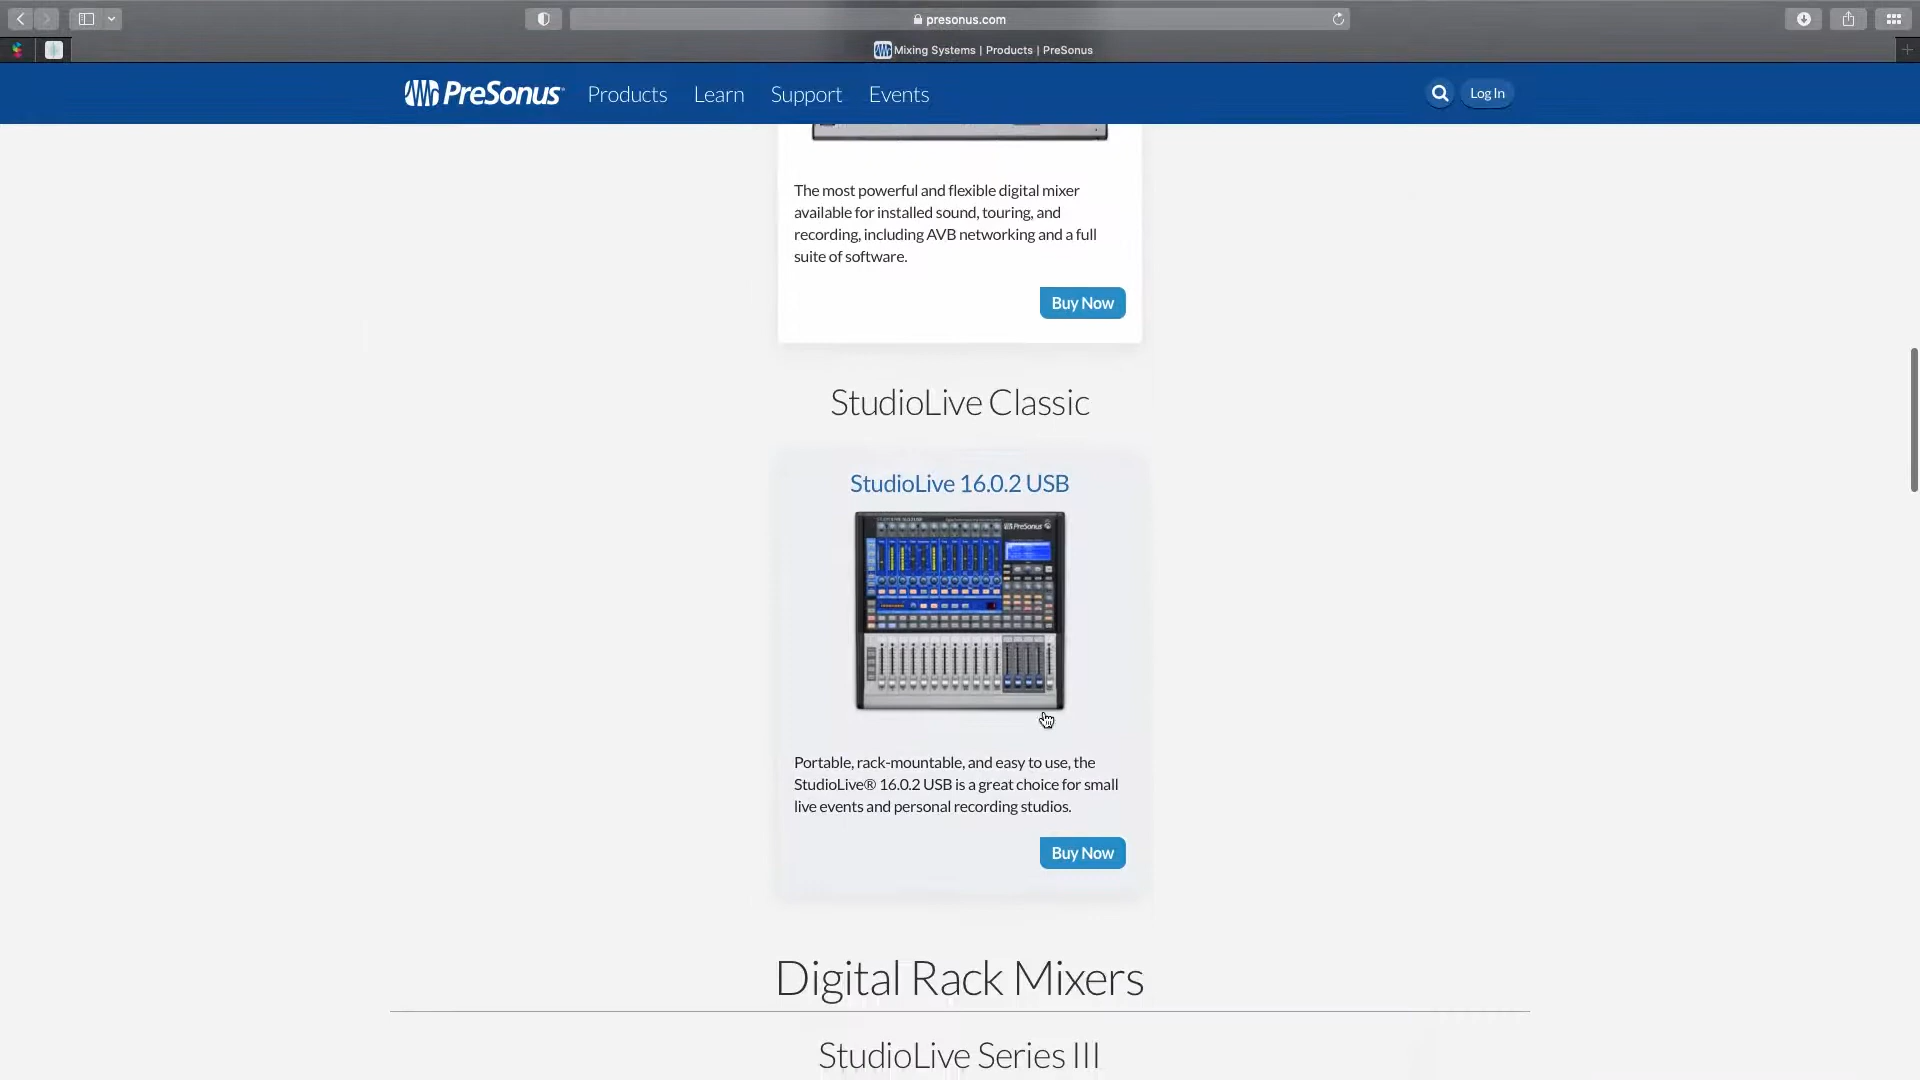 presonus.com
Mixing Systems | Products | PreSonus
PreSonus Products Learn Support Events Log In
The most powerful and flexible digital mixer
available for installed sound, touring, and
recording, including AVB networking and a full
suite of software.
Buy Now
StudioLive Classic
StudioLive 16.0.2 USB
PreSonus
Portable, rack-mountable, and easy to use, the
StudioLive® 16.0.2 USB is a great choice for small
live events and personal recording studios.
Buy Now
Digital Rack Mixers
StudioLive Series III